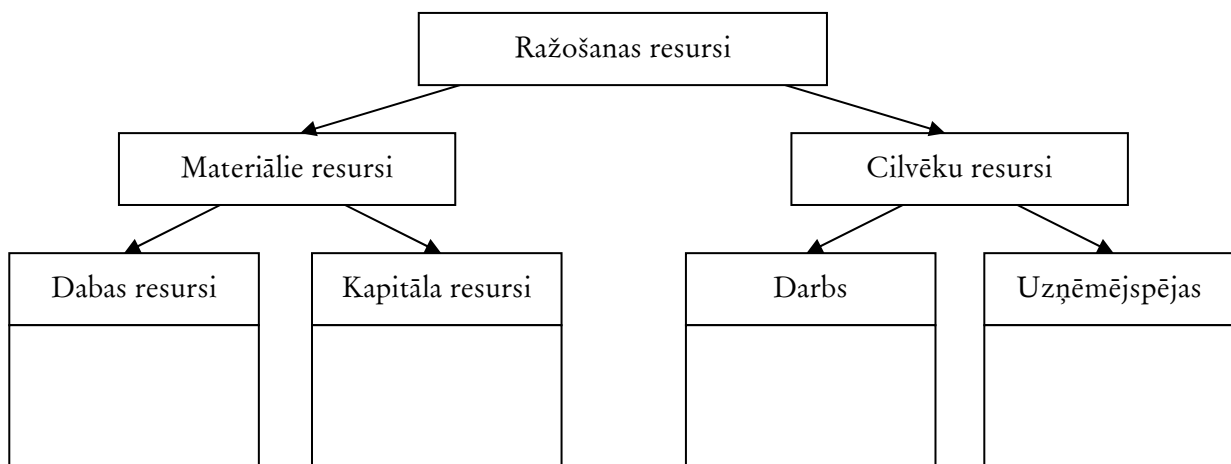 Ražošanas resursi
Materiālie resursi
Cilvēku resursi
Dabas resursi
Kapitāla resursi
Darbs
Uzņēmējspējas